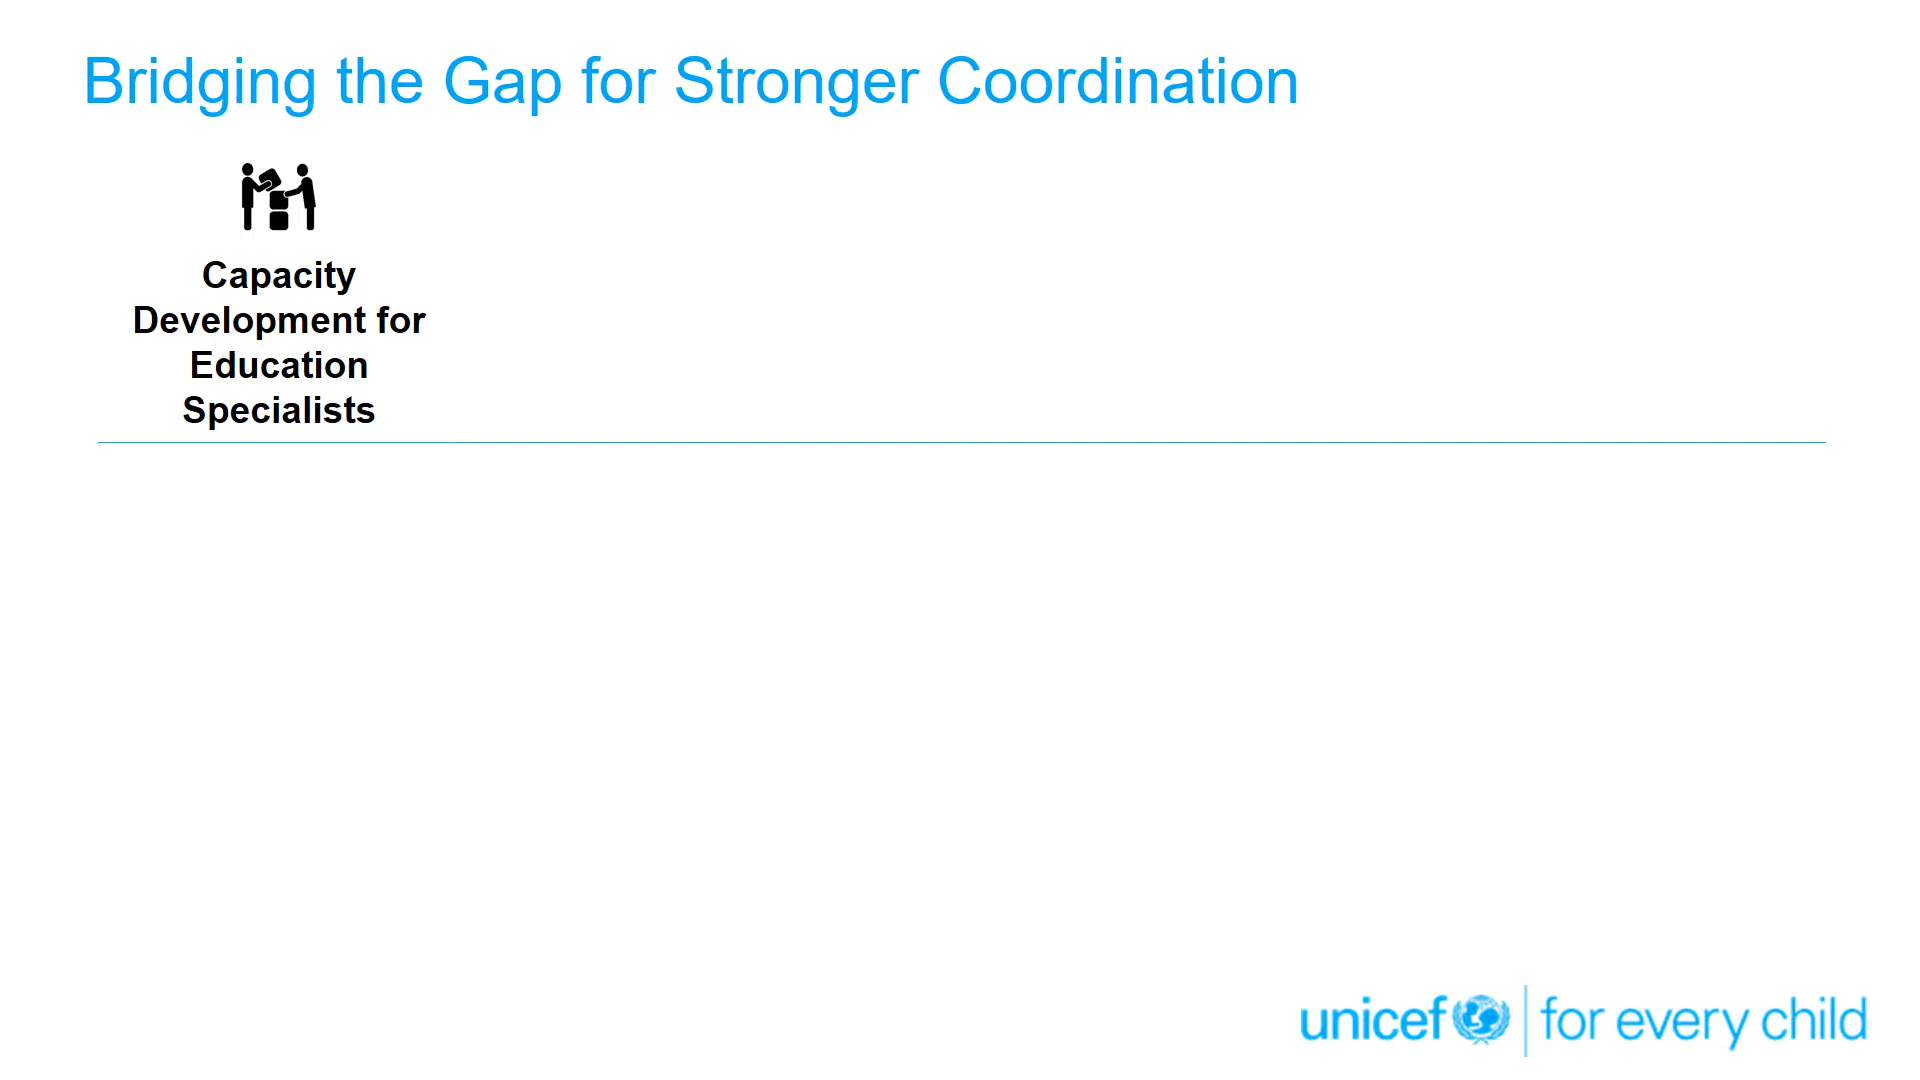 Bridging the Gap for Stronger Coordination
Capacity
Development for
Education
Specialists
unicef for every child